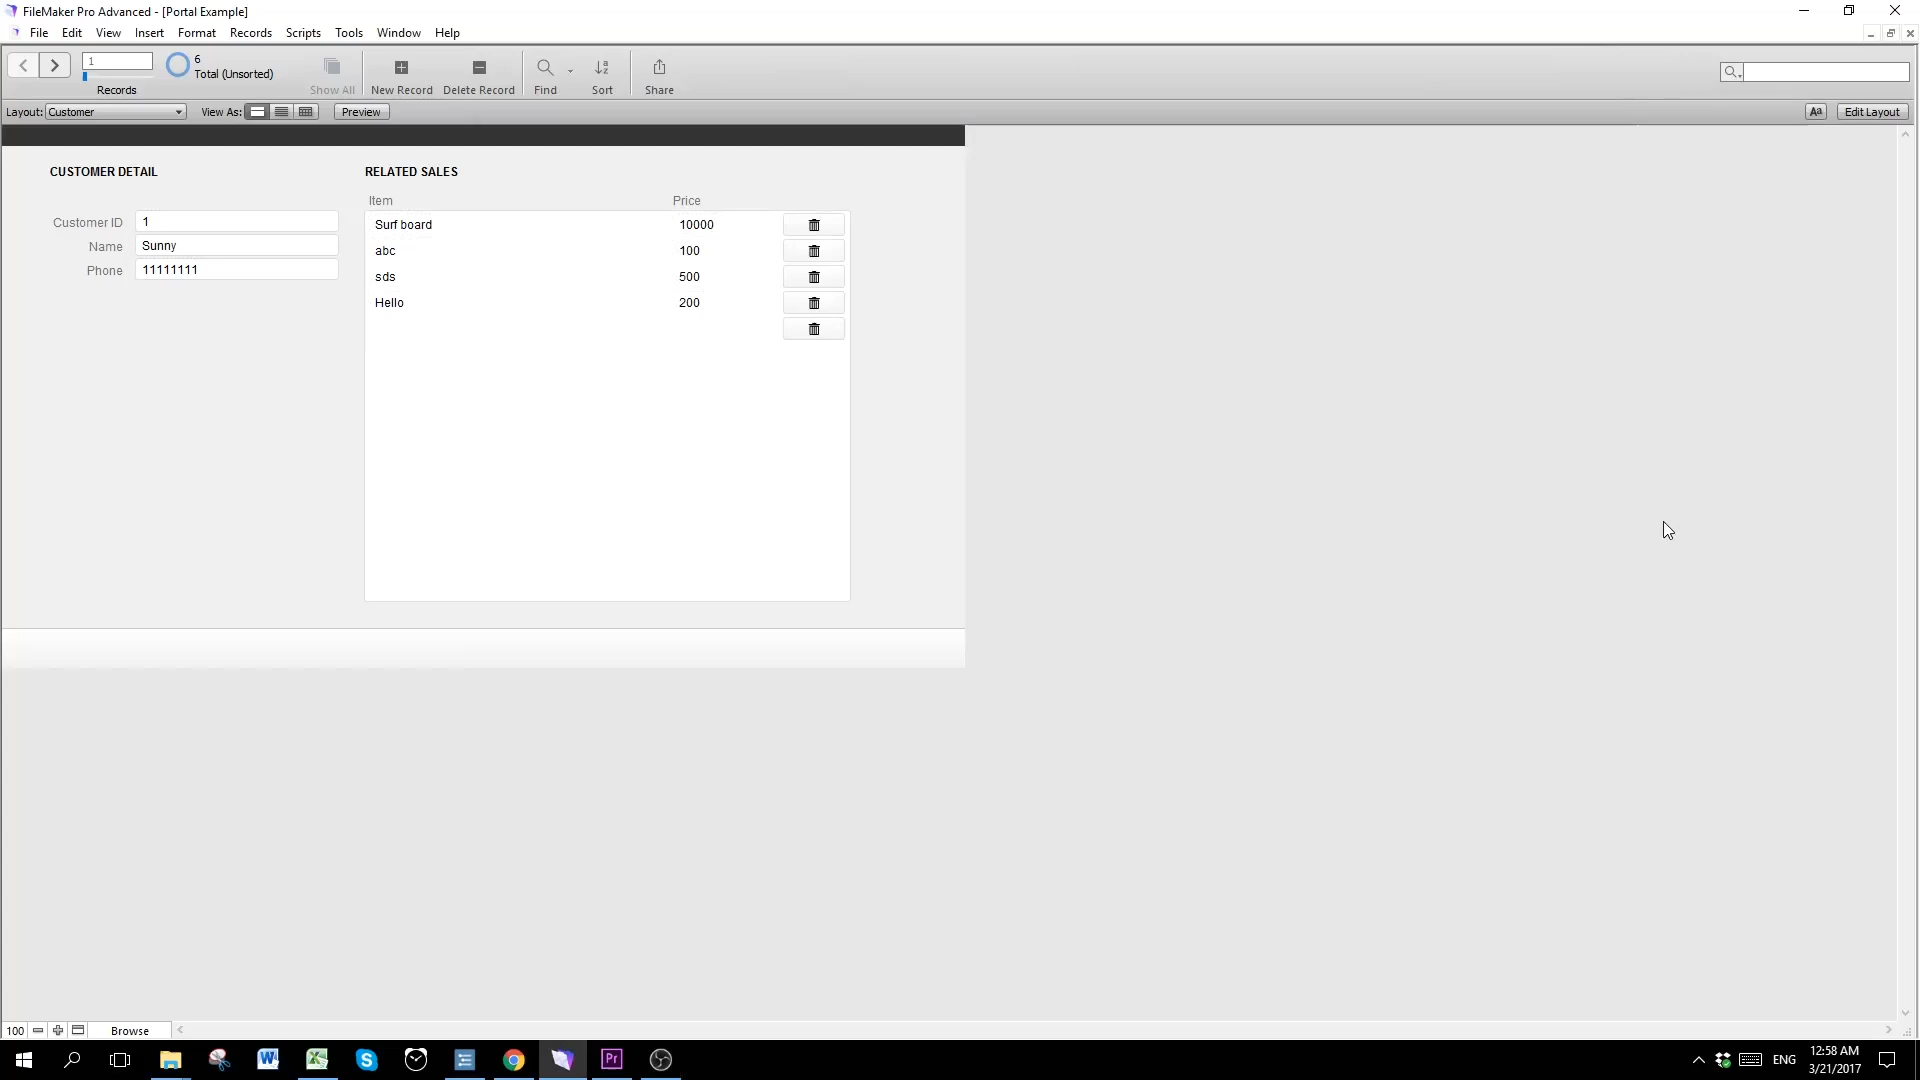 FileMaker Pro Advanced - [Portal Example]
File Edit View Insert Format Records Scripts Tools Window Help
1
6
Total (Unsorted)
Records
Show All
New Record
Delete Record
Find
Sort
Share
Layout: Customer
View As:
Preview
Aa
Edit Layout
CUSTOMER DETAIL
Customer ID 1
Name Sunny
Phone 11111111
RELATED SALES
Item Price
Surf board 10000
abc 100
sds 500
Hello 200
100
Browse
ENG
12:58 AM
3/21/2017
Pr